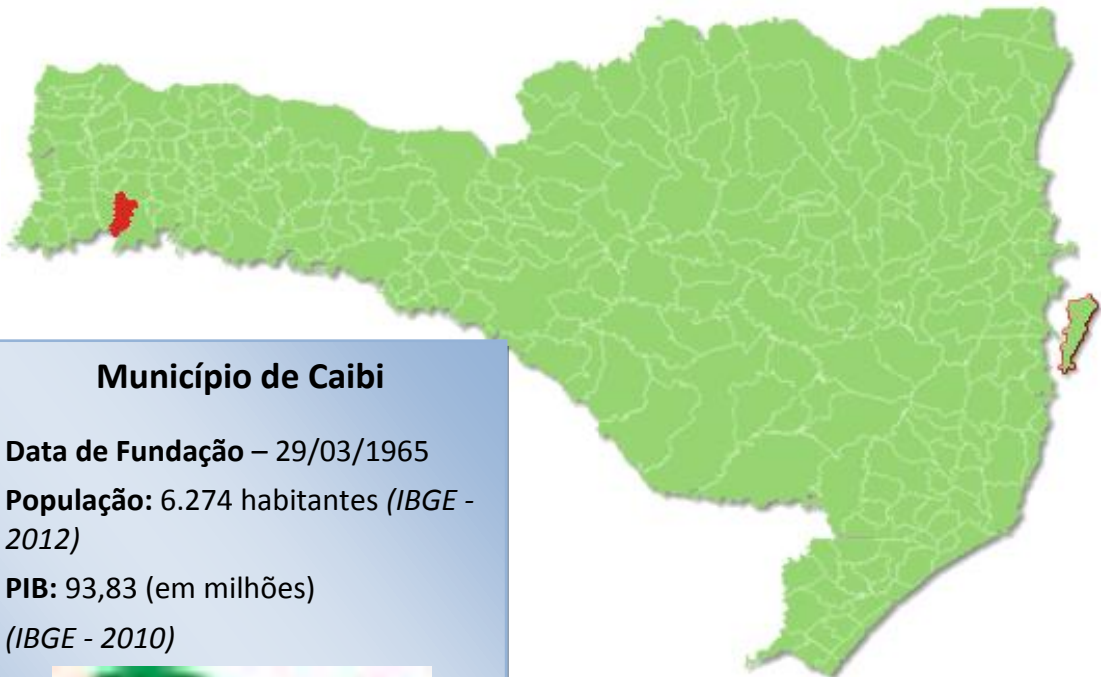 Município de Caibi
Data de Fundação – 29/03/1965
População: 6.274 habitantes (IBGE -
2012)
PIB: 93,83 (em milhões)
(IBGE - 2010)